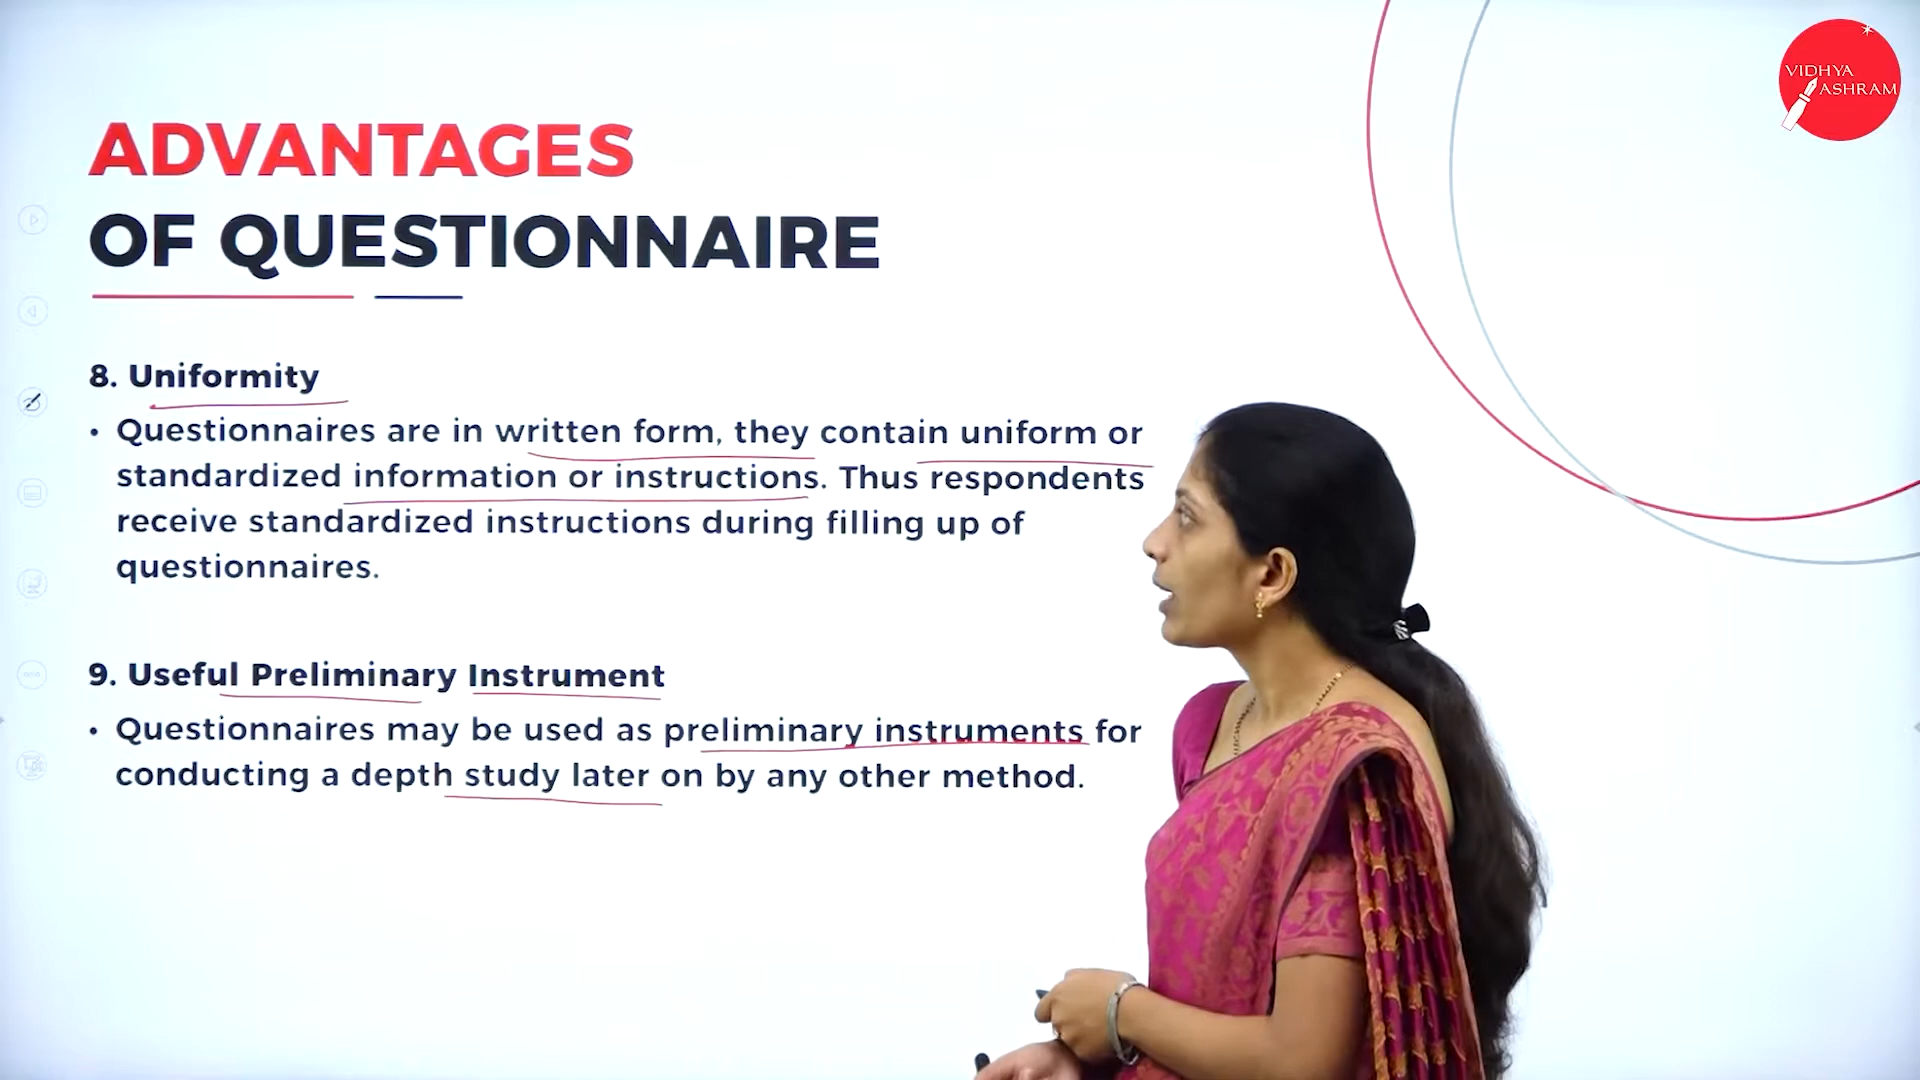 VIDHYA
ASHRAM
ADVANTAGES
OF QUESTIONNAIRE
8. Uniformity
• Questionnaires are in written form, they contain uniform or
standardized information or instructions. Thus respondents
receive standardized instructions during filling up of
questionnaires.
9. Useful Preliminary Instrument
• Questionnaires may be used as preliminary instruments for
conducting a depth study later on by any other method.